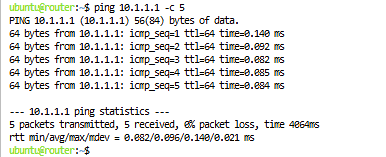 ubuntu@router:~$ ping 10.1.1.1 -c 5
PING 10.1.1.1 (10.1.1.1) 56(84) bytes of data.
64 bytes from 10.1.1.1: icmp_seq=1 ttl=64 time=0.140 ms
64 bytes from 10.1.1.1: icmp_seq=2 ttl=64 time=0.092 ms
64 bytes from 10.1.1.1: icmp_seq=3 ttl=64 time=0.082 ms
64 bytes from 10.1.1.1: icmp_seq=4 ttl=64 time=0.085 ms
64 bytes from 10.1.1.1: icmp_seq=5 ttl=64 time=0.084 ms
--- 10.1.1.1 ping statistics ---
5 packets transmitted, 5 received, 0% packet loss, time 4064ms
rtt min/avg/max/mdev = 0.082/0.096/0.140/0.021 ms
ubuntu@router:~$